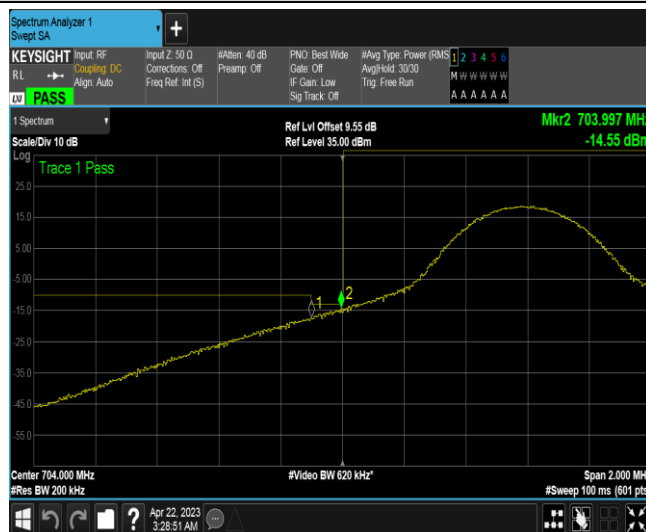 Spectrum Analyzer 1
Swept SA
+
KEYSIGHT
RL
LXI PASS
Input: RF
Coupling: DC
Align: Auto
Input Z: 50 Ω
Corrections: Off
Freq Ref: Int (S)
#Atten: 40 dB
Preamp: Off
PNO: Best Wide
Gate: Off
IF Gain: Low
Sig Track: Off
#Avg Type: Power (RMS
Avg|Hold: 30/30
Trig: Free Run
1 2 3 4 5 6
M W W W W W
A A A A A A
1 Spectrum
Scale/Div 10 dB
Ref Lvl Offset 9.55 dB
Ref Level 35.00 dBm
Mkr2 703.997 MHz
-14.55 dBm
Log
Trace 1 Pass
25.0
15.0
5.00
-5.00
-15.0
-25.0
-35.0
-45.0
-55.0
1
2
Center 704.000 MHz
#Res BW 200 kHz
#Video BW 620 kHz*
Span 2.000 MHz
#Sweep 100 ms (601 pts)
?
Apr 22, 2023
3:28:51 AM